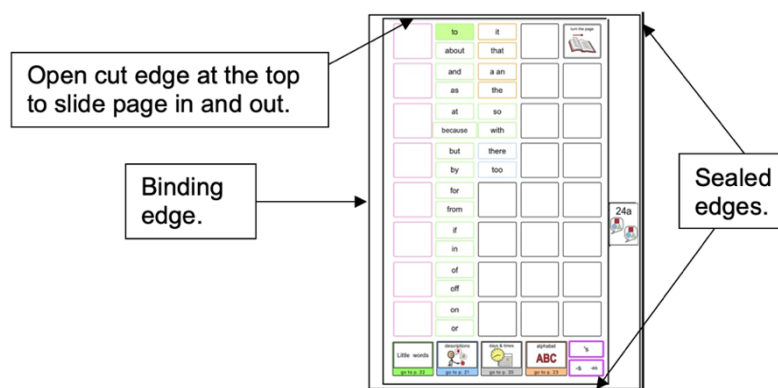 Open cut edge at the top
to slide page in and out.
Binding
edge.
Sealed
edges.
to it
about that
turn the page
and a an
as the
at so
because with
but there
by too
for
from
24a
if
in
of
off
on
or
Little words
go to p. 22
descriptions
go to p. 21
days & times
go to p. 20
alphabet
ABC
go to p. 23
's
-s